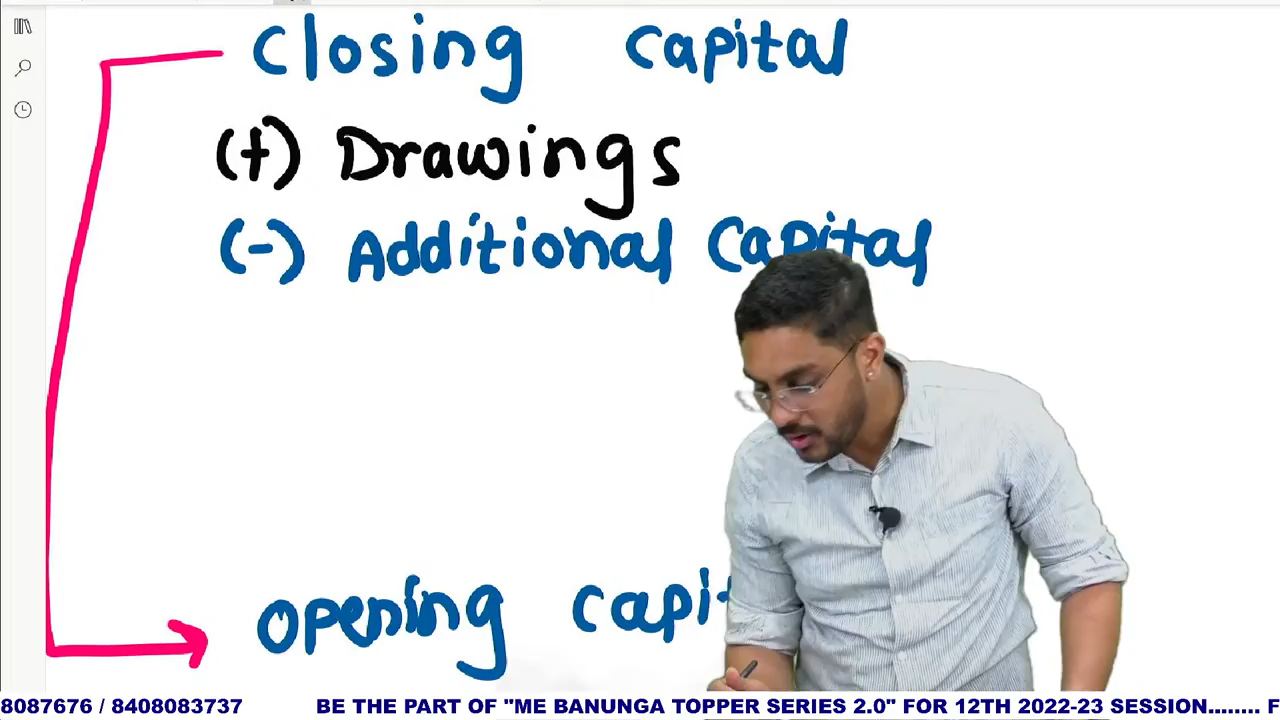 Closing Capital
(+) Drawings
(-) Additional Capital
Opening
8087676 / 8408083737 BE THE PART OF "ME BANUNGA TOPPER SERIES 2.0" FOR 12TH 2022-23 SESSION........ F